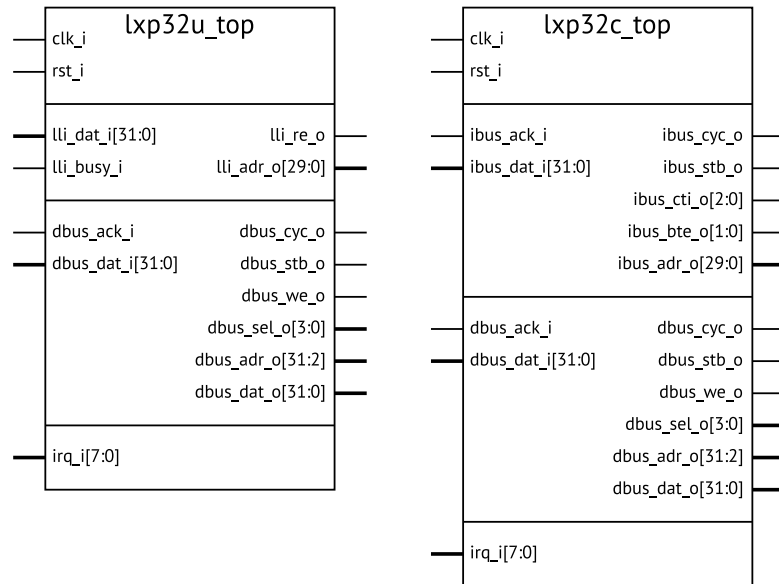 lxp32u_top
clk_i
rst_i
lli_dat_i[31:0] lli_re_o
lli_busy_i lli_adr_o[29:0]
dbus_ack_i dbus_cyc_o
dbus_dat_i[31:0] dbus_stb_o
dbus_we_o
dbus_sel_o[3:0]
dbus_adr_o[31:2]
dbus_dat_o[31:0]
irq_i[7:0]
lxp32c_top
clk_i
rst_i
ibus_ack_i ibus_cyc_o
ibus_dat_i[31:0] ibus_stb_o
ibus_cti_o[2:0]
ibus_bte_o[1:0]
ibus_adr_o[29:0]
dbus_ack_i dbus_cyc_o
dbus_dat_i[31:0] dbus_stb_o
dbus_we_o
dbus_sel_o[3:0]
dbus_adr_o[31:2]
dbus_dat_o[31:0]
irq_i[7:0]